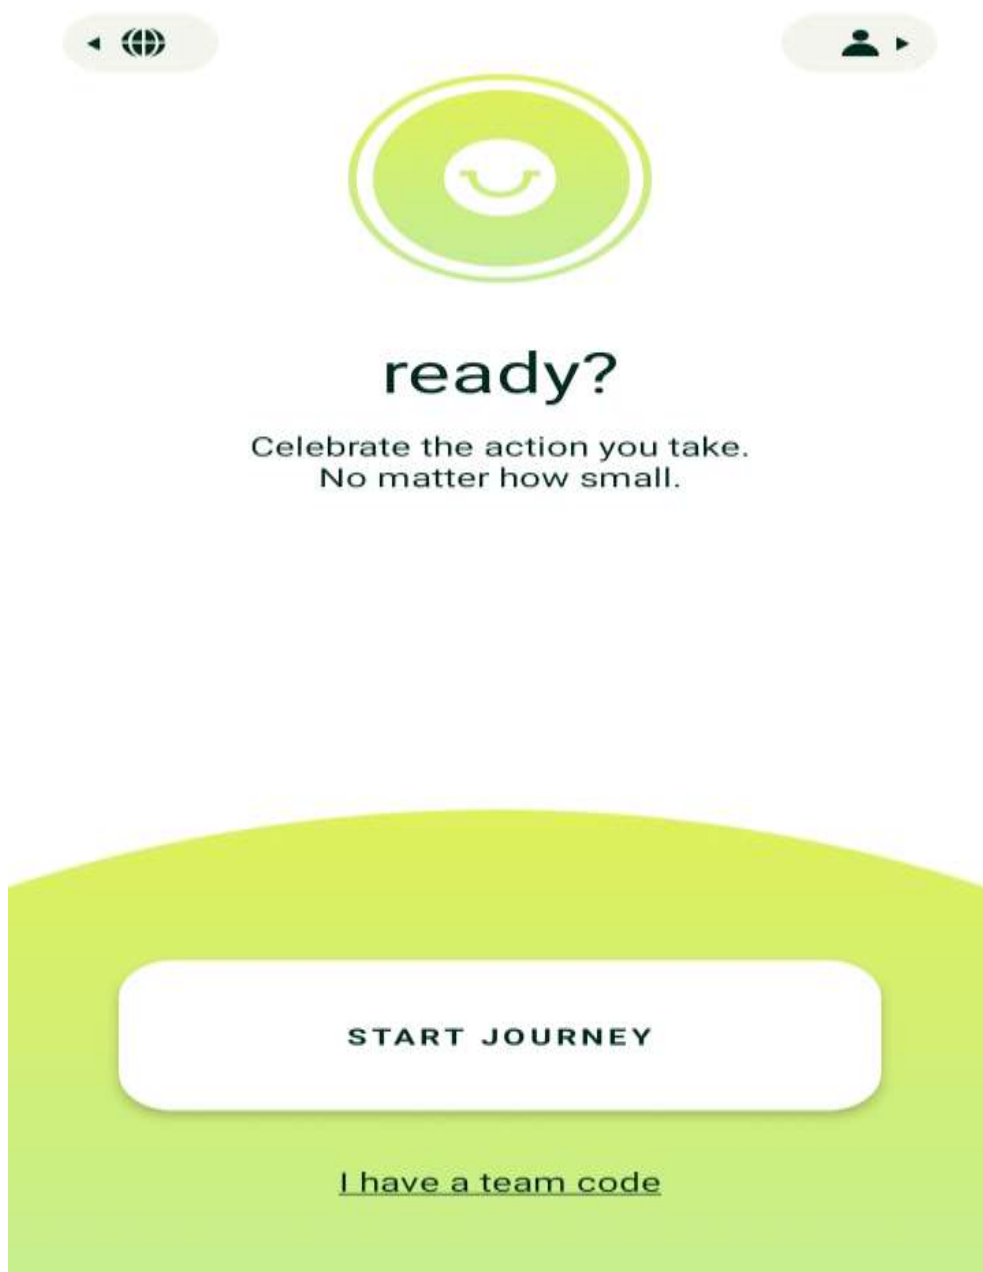 ready?
Celebrate the action you take.
No matter how small.
START JOURNEY
I have a team code